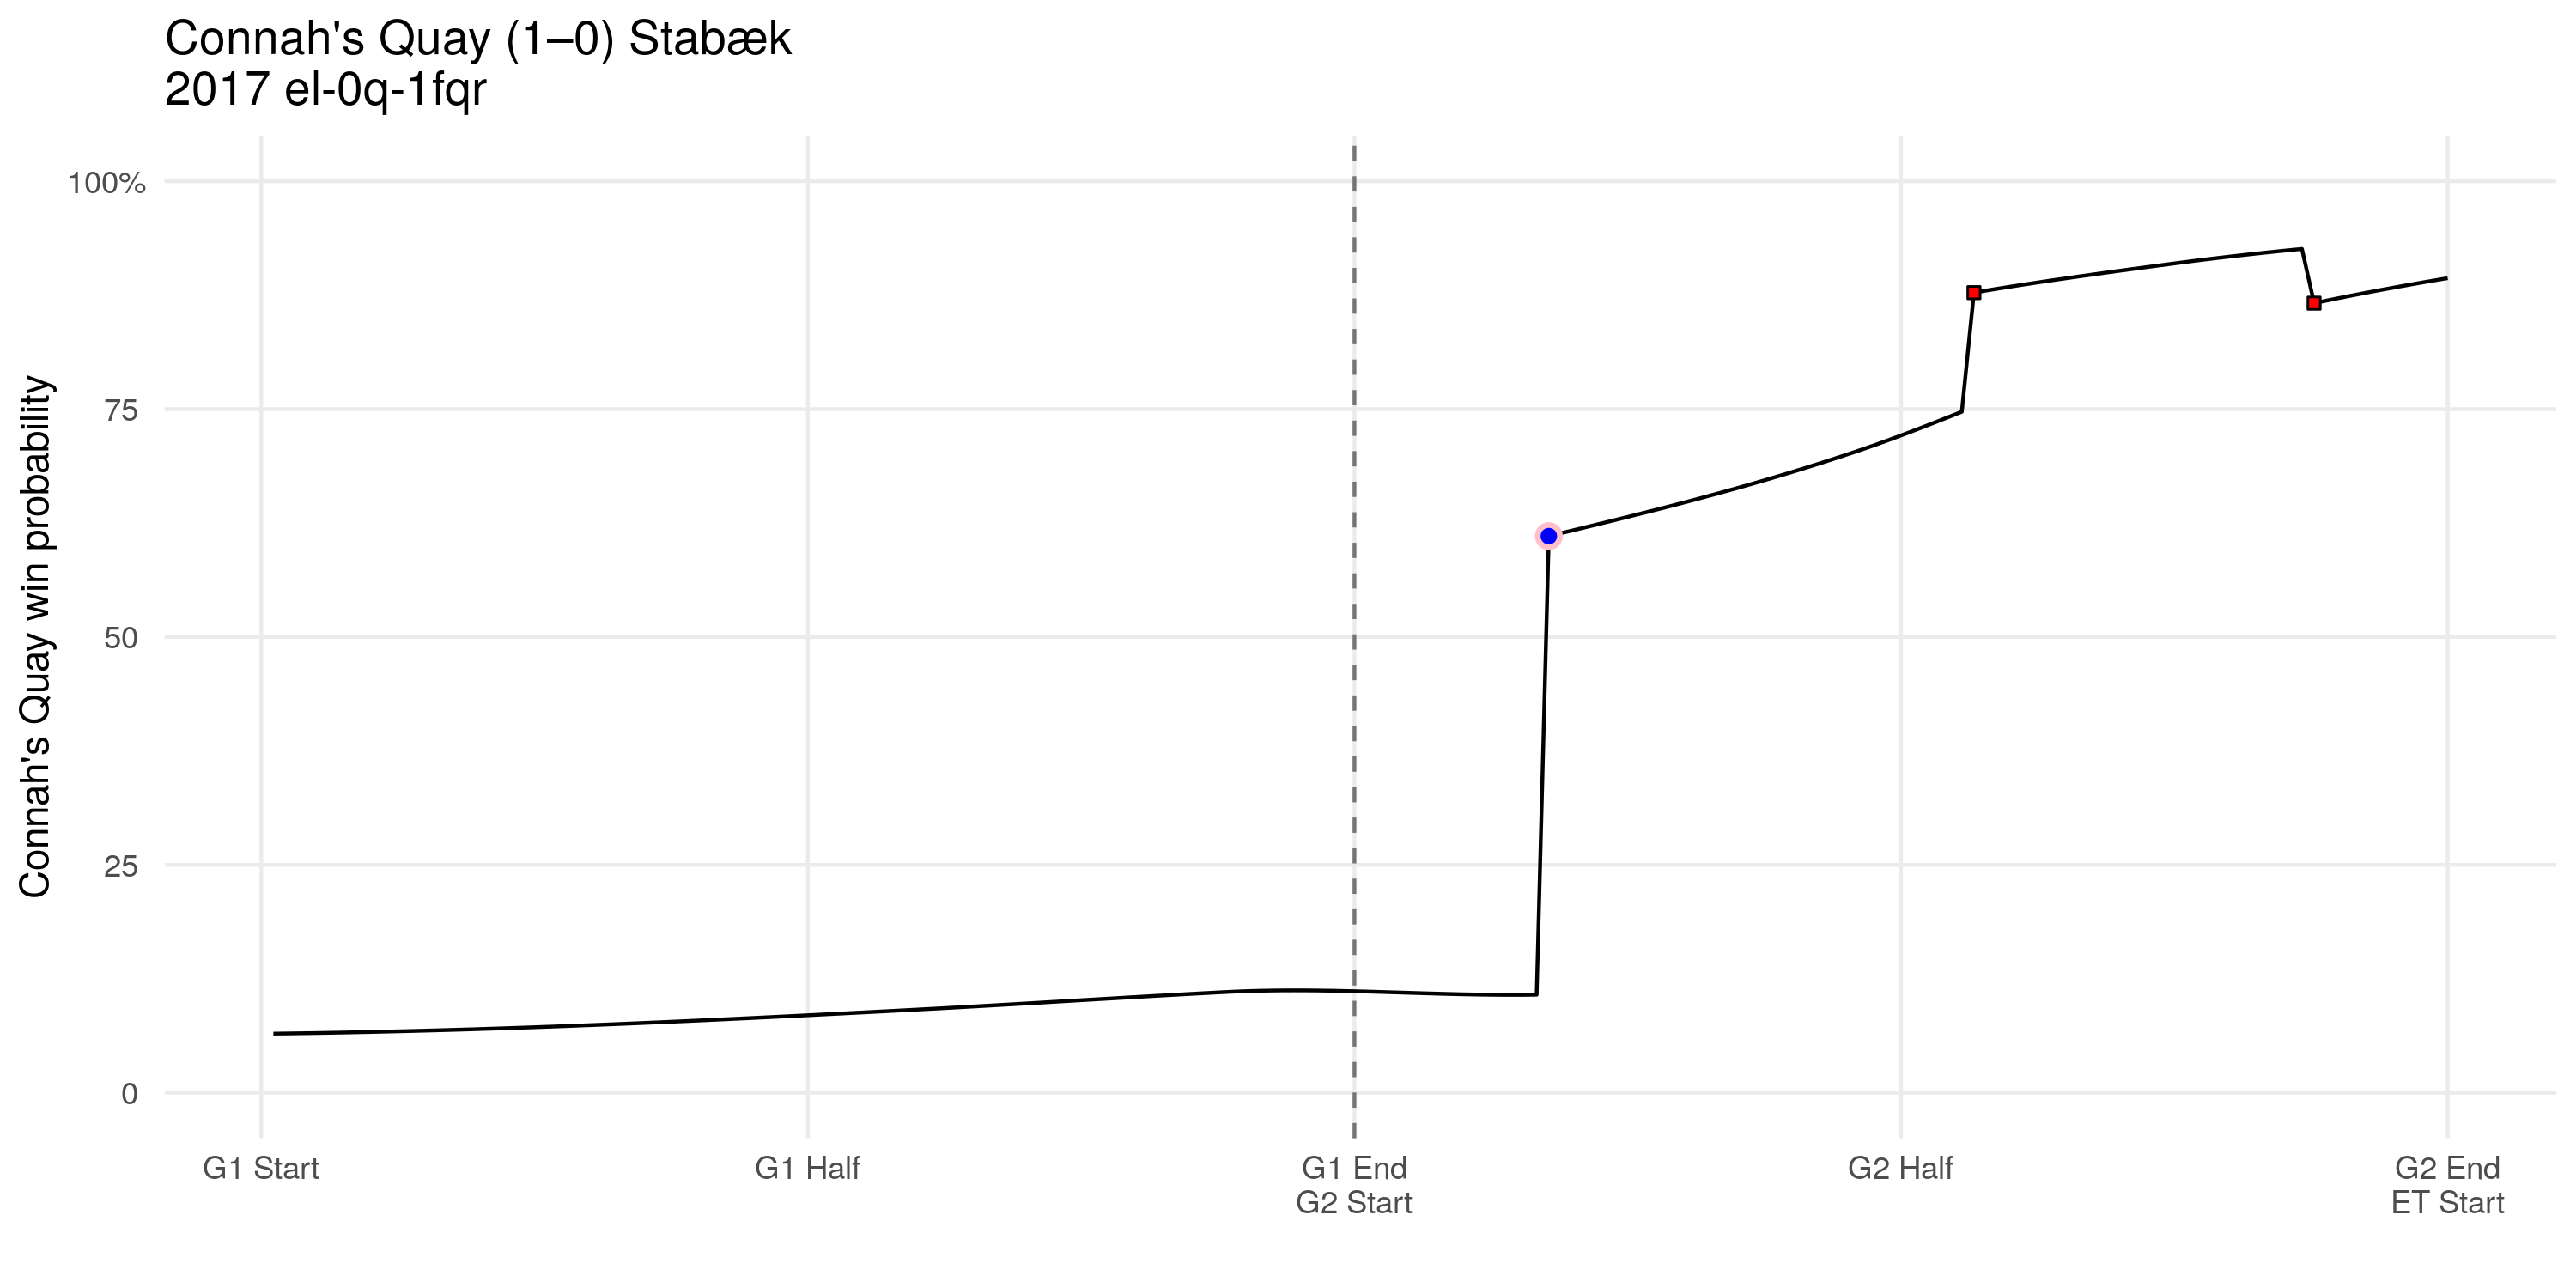 Connah's Quay (1–0) Stabæk
2017 el-0q-1fqr
Connah's Quay win probability
100%
75
50
25
0
G1 Start
G1 Half
G1 End
G2 Start
G2 Half
G2 End
ET Start